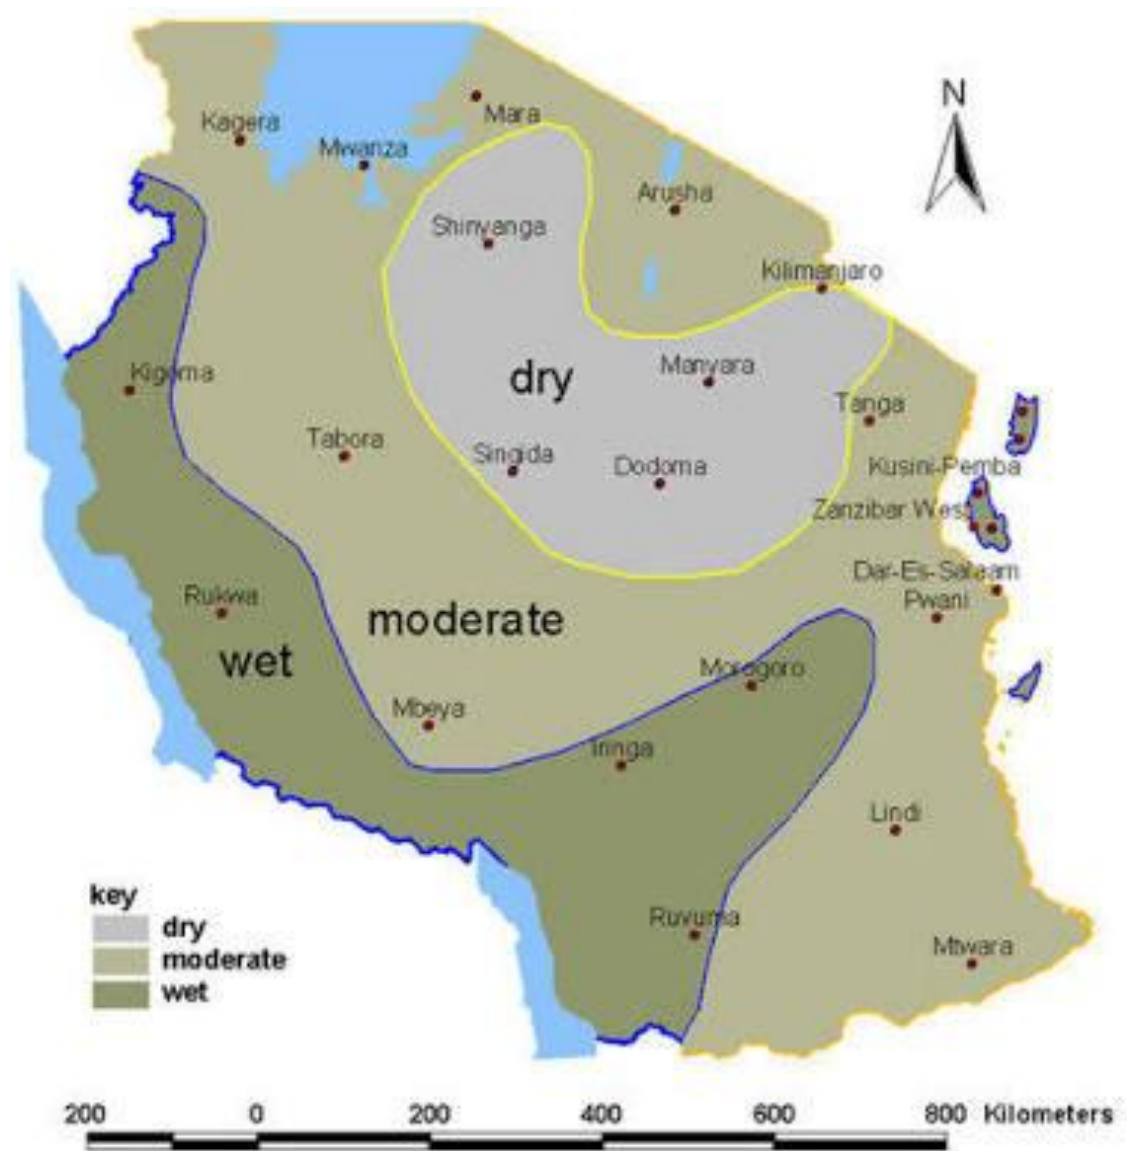 N
Mara
Kagera
Mwanza
Arusha
Shinyanga
Kilimanjaro
dry
Manyara
Kigoma
Tanga
Tabora
Singida
Dodoma
Kusini-Pemba
Zanzibar West
Dar-Es-Salaam
Pwani
Rukwa
moderate
wet
Morogoro
Mbeya
Iringa
Lindi
Ruvuma
Mtwara
key
dry
moderate
wet
200 0 200 400 600 800 Kilometers